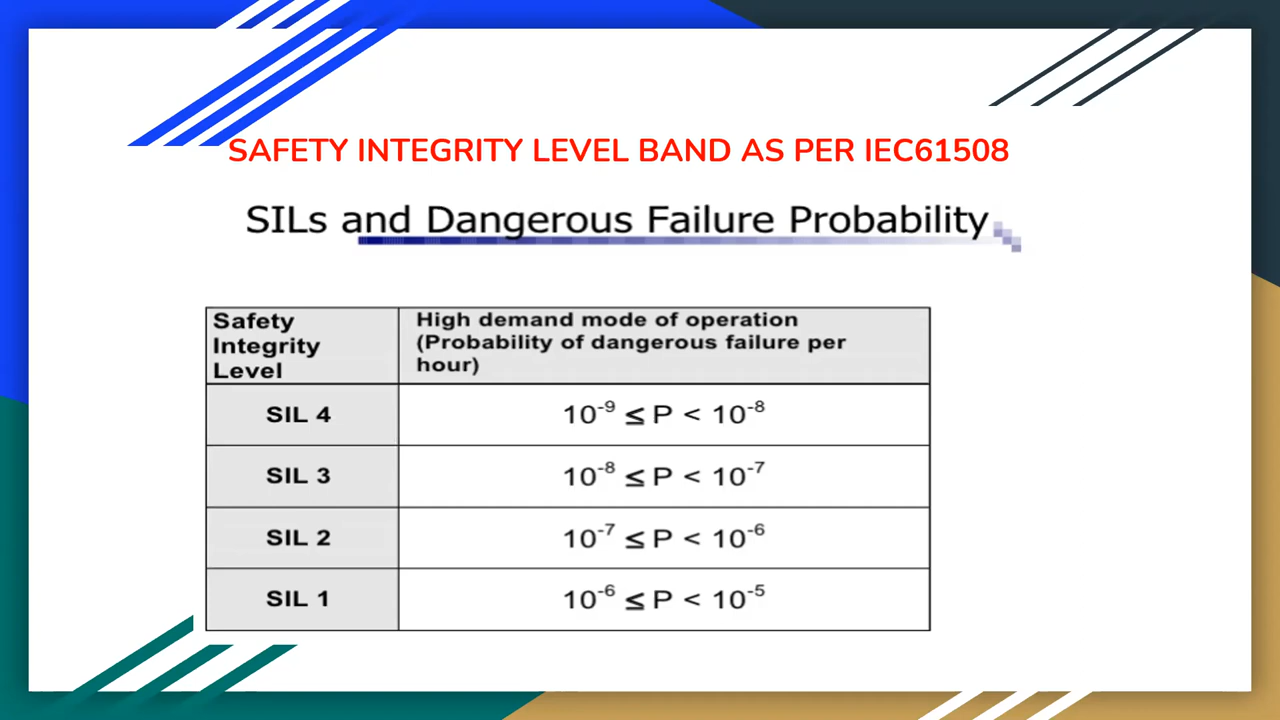 SAFETY INTEGRITY LEVEL BAND AS PER IEC61508
SILs and Dangerous Failure Probability
Safety
Integrity
Level
High demand mode of operation
(Probability of dangerous failure per
hour)
SIL 4
10⁻⁹ ≤ P < 10⁻⁸
SIL 3
10⁻⁸ ≤ P < 10⁻⁷
SIL 2
10⁻⁷ ≤ P < 10⁻⁶
SIL 1
10⁻⁶ ≤ P < 10⁻⁵